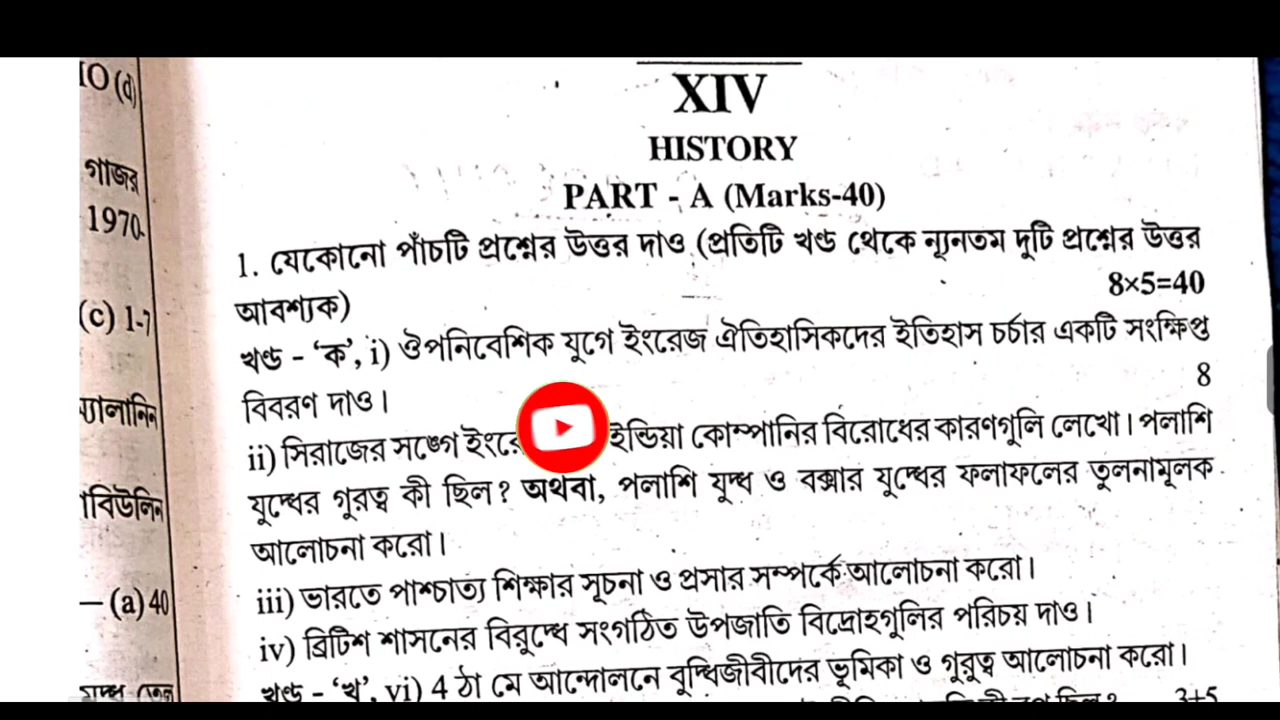 IO (d)
গাজর
1970-
(c) 1-7
্যালানিন
াবিউলিন
– (a) 40
XIV
HISTORY
PART - A (Marks-40)
1. যেকোনো পাঁচটি প্রশ্নের উত্তর দাও (প্রতিটি খণ্ড থেকে ন্যূনতম দুটি প্রশ্নের উত্তর
আবশ্যক) 8×5=40
খণ্ড – ‘ক’, i) ঔপনিবেশিক যুগে ইংরেজ ঐতিহাসিকদের ইতিহাস চর্চার একটি সংক্ষিপ্ত
বিবরণ দাও। 8
ii) সিরাজের সঙ্গে ইংরে ইন্ডিয়া কোম্পানির বিরোধের কারণগুলি লেখো। পলাশি
যুদ্ধের গুরত্ব কী ছিল? অথবা, পলাশি যুদ্ধ ও বক্সার যুদ্ধের ফলাফলের তুলনামূলক
আলোচনা করো।
iii) ভারতে পাশ্চাত্য শিক্ষার সূচনা ও প্রসার সম্পর্কে আলোচনা করো।
iv) ব্রিটিশ শাসনের বিরুদ্ধে সংগঠিত উপজাতি বিদ্রোহগুলির পরিচয় দাও।
খণ্ড – ‘খ’, vi) 4 ঠা মে আন্দোলনে বুদ্ধিজীবীদের ভূমিকা ও গুরুত্ব আলোচনা করো।
3+5